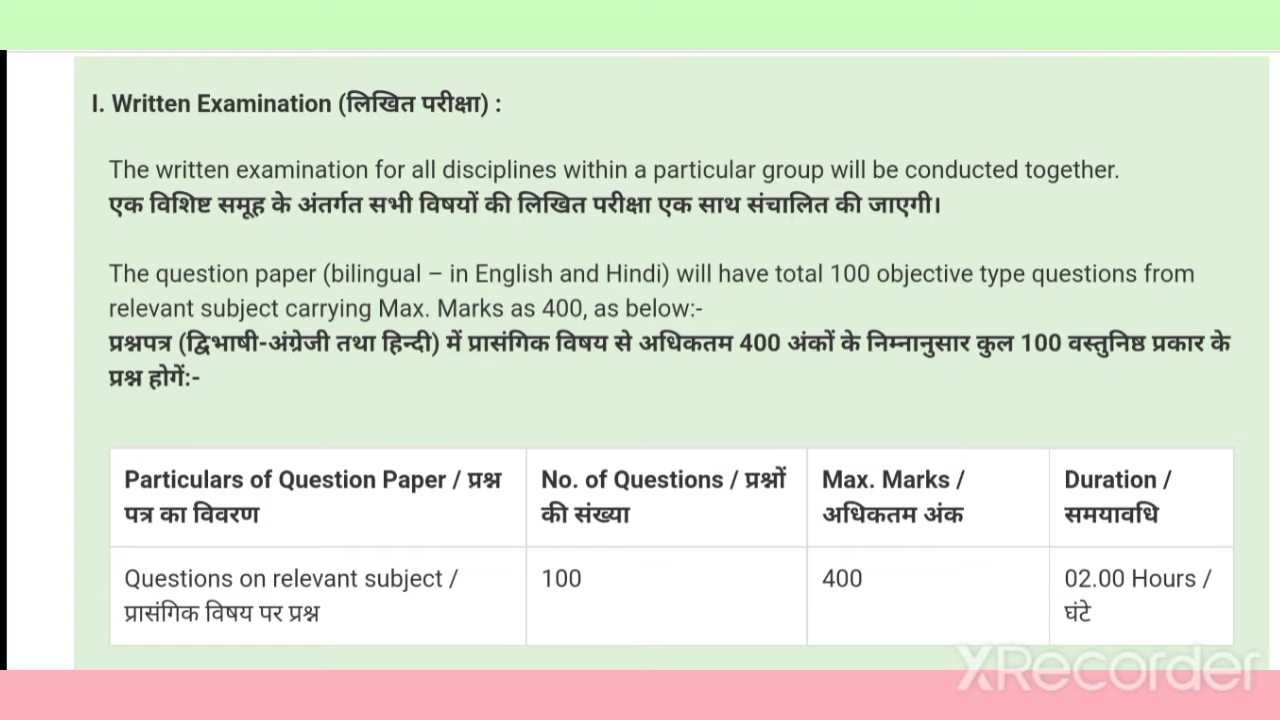 I. Written Examination (लिखित परीक्षा) :
The written examination for all disciplines within a particular group will be conducted together.
एक विशिष्ट समूह के अंतर्गत सभी विषयों की लिखित परीक्षा एक साथ संचालित की जाएगी।
The question paper (bilingual – in English and Hindi) will have total 100 objective type questions from
relevant subject carrying Max. Marks as 400, as below:-
प्रश्नपत्र (द्विभाषी-अंग्रेजी तथा हिन्दी) में प्रासंगिक विषय से अधिकतम 400 अंकों के निम्नानुसार कुल 100 वस्तुनिष्ठ प्रकार के
प्रश्न होगें:-
Particulars of Question Paper / प्रश्न
पत्र का विवरण
No. of Questions / प्रश्नों
की संख्या
Max. Marks /
अधिकतम अंक
Duration /
समयावधि
Questions on relevant subject /
प्रासंगिक विषय पर प्रश्न
100
400
02.00 Hours /
घंटे
XRecorder